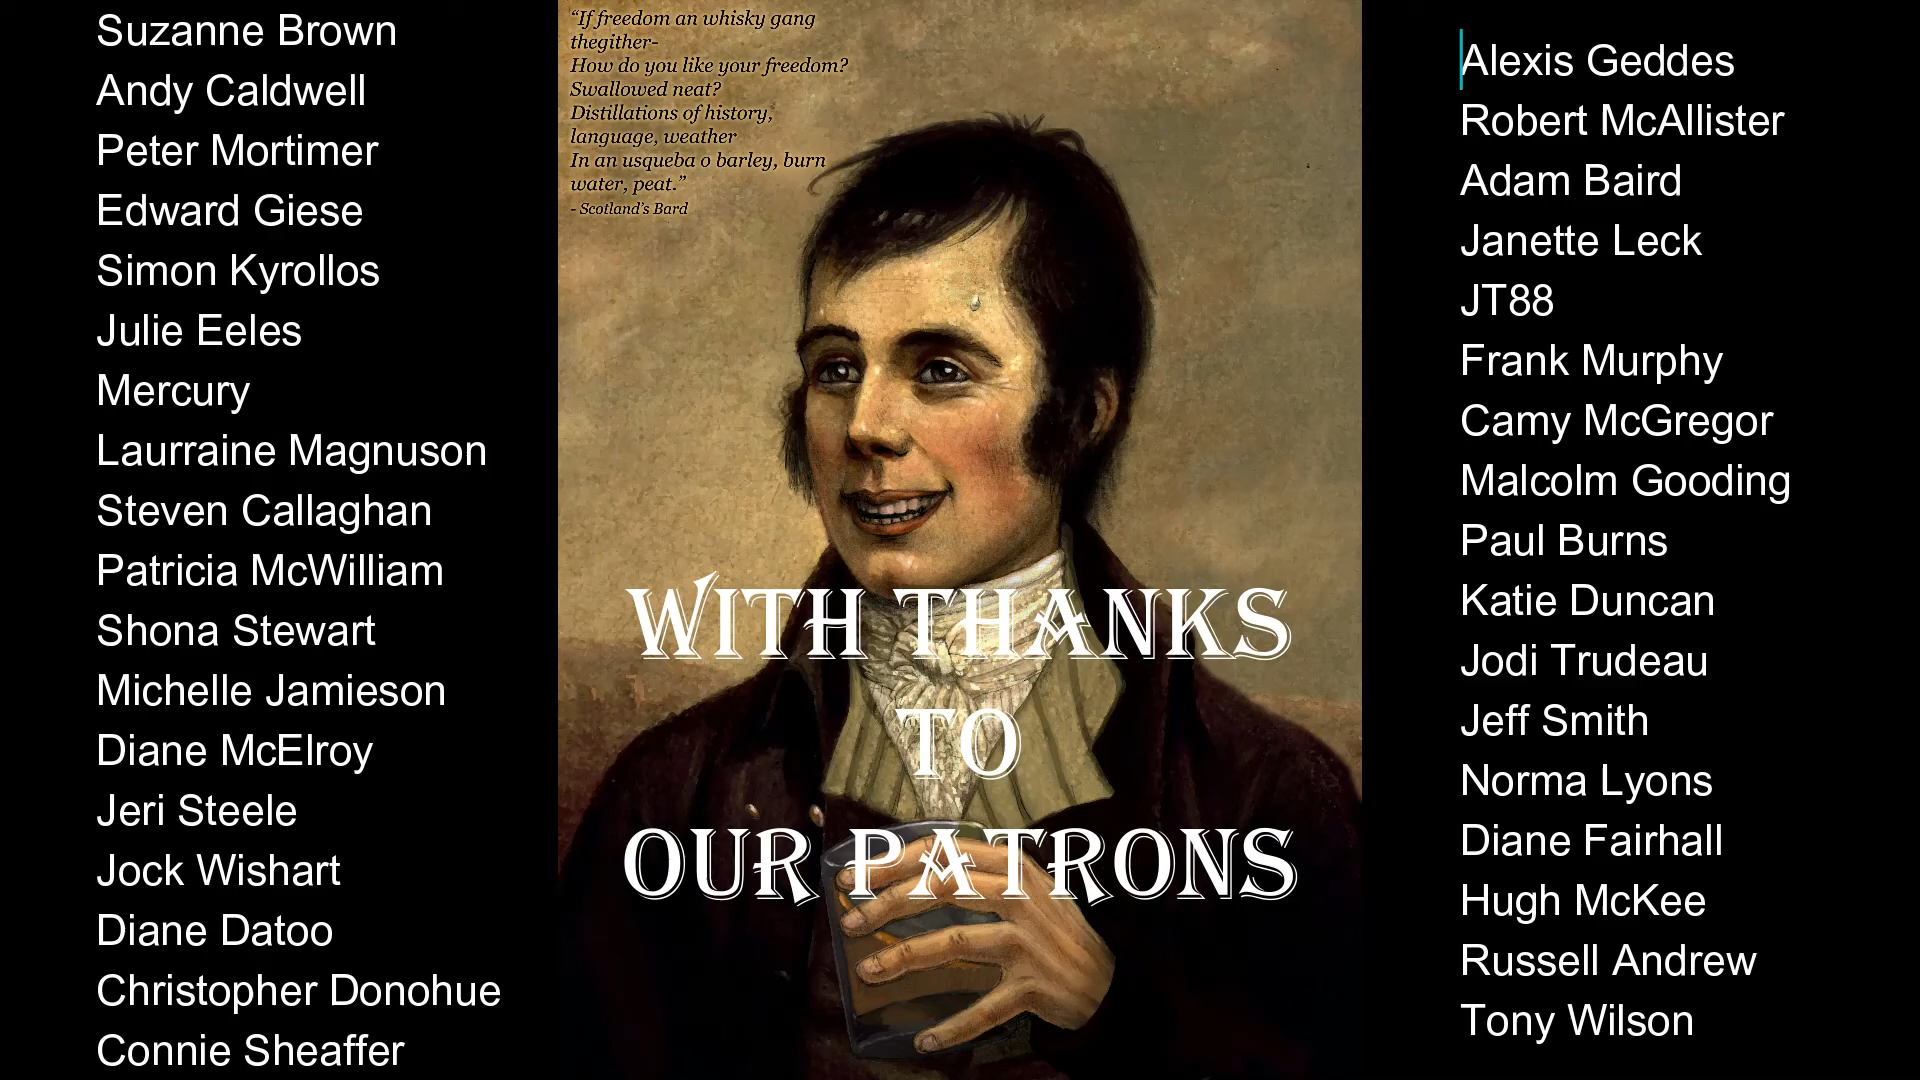 Suzanne Brown
Andy Caldwell
Peter Mortimer
Edward Giese
Simon Kyrollos
Julie Eeles
Mercury
Laurraine Magnuson
Steven Callaghan
Patricia McWilliam
Shona Stewart
Michelle Jamieson
Diane McElroy
Jeri Steele
Jock Wishart
Diane Datoo
Christopher Donohue
Connie Sheaffer
“If freedom an whisky gang
thegither-
How do you like your freedom?
Swallowed neat?
Distillations of history,
language, weather
In an usqueba o barley, burn
water, peat.”
- Scotland’s Bard
WITH THANKS
TO
OUR PATRONS
Alexis Geddes
Robert McAllister
Adam Baird
Janette Leck
JT88
Frank Murphy
Camy McGregor
Malcolm Gooding
Paul Burns
Katie Duncan
Jodi Trudeau
Jeff Smith
Norma Lyons
Diane Fairhall
Hugh McKee
Russell Andrew
Tony Wilson